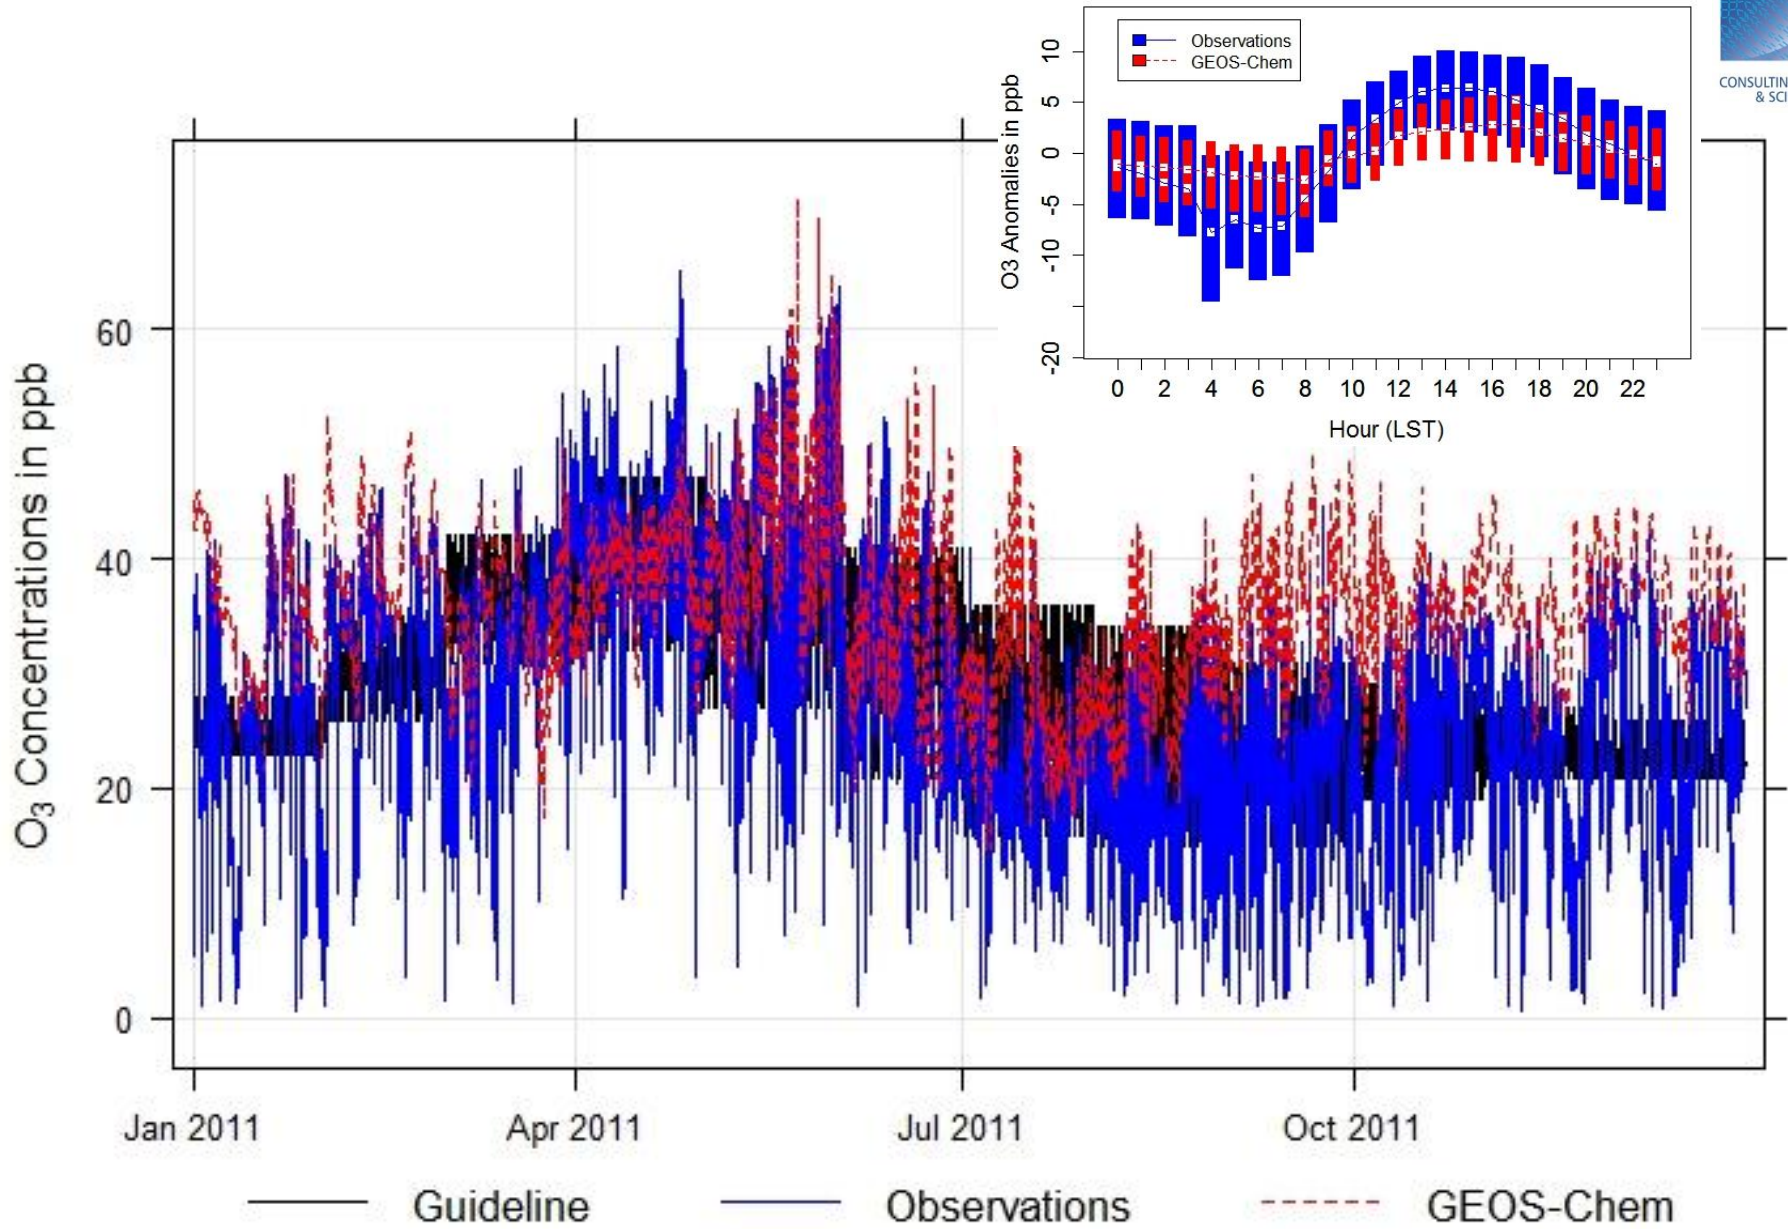 Observations
GEOS-Chem
10
5
0
-5
-10
-20
O3 Anomalies in ppb
0 2 4 6 8 10 12 14 16 18 20 22
Hour (LST)
CONSULTIN
& SCI
60
40
20
0
O3 Concentrations in ppb
Jan 2011 Apr 2011 Jul 2011 Oct 2011
Guideline Observations GEOS-Chem